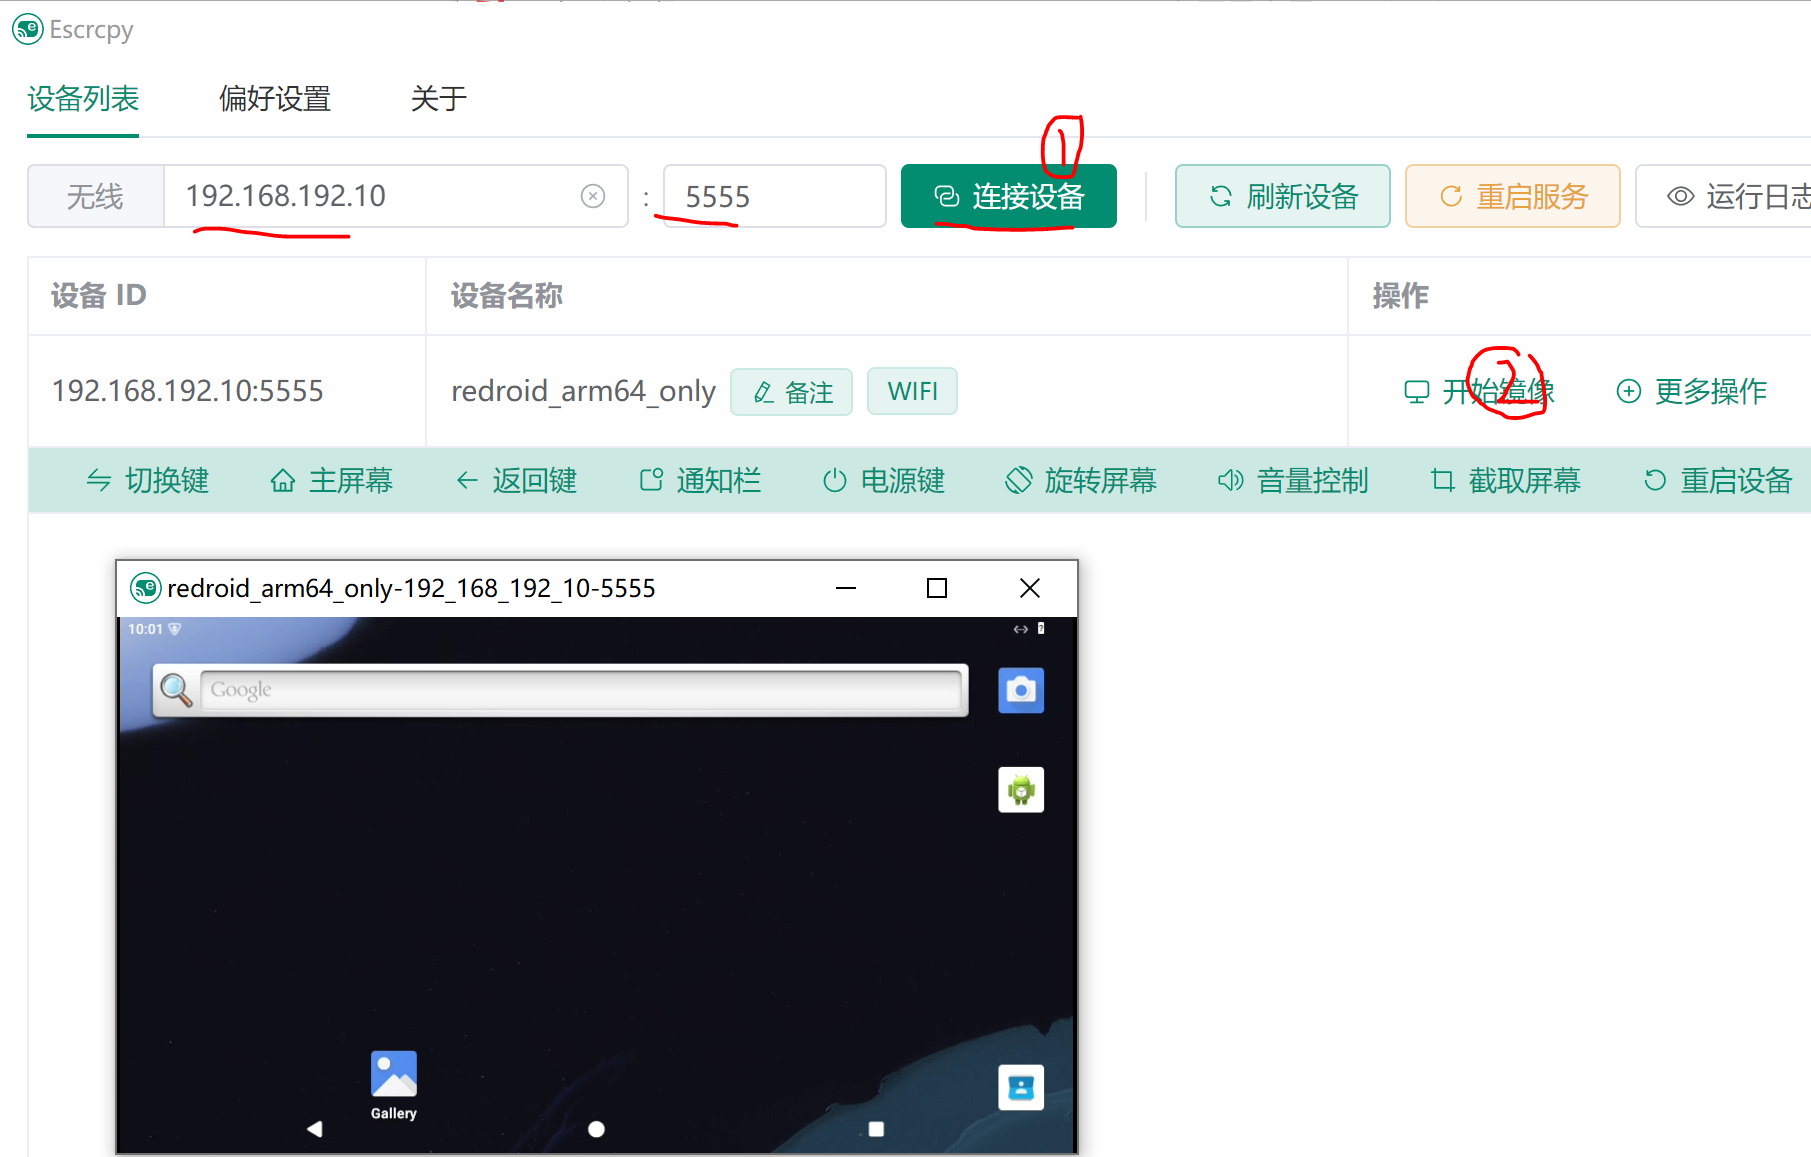 Escrcpy
设备列表 偏好设置 关于
1
无线 192.168.192.10 : 5555 连接设备 刷新设备 重启服务 运行日志
设备 ID 设备名称 操作
192.168.192.10:5555 redroid_arm64_only 备注 WIFI 开始镜像 更多操作
2
切换键 主屏幕 返回键 通知栏 电源键 旋转屏幕 音量控制 截取屏幕 重启设备
redroid_arm64_only-192_168_192_10-5555
10:01
Google
Gallery